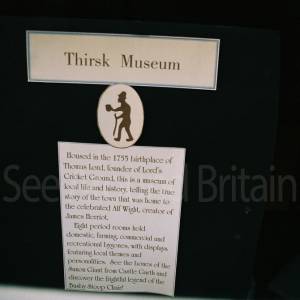 Thirsk Museum
Housed in the 1755 birthplace of
Thomas Lord, founder of Lord's
Cricket Ground, this is a museum of
local life and history, telling the true
story of the town that was home to
the celebrated Alf Wight, creator of
James Herriot.
Eight period rooms hold
domestic, farming, commercial and
recreational bygones, with displays
featuring local themes and
personalities. See the bones of the
Saxon Giant from Castle Garth and
discover the frightful legend of the
Busby Stoop Chair!
See Britain